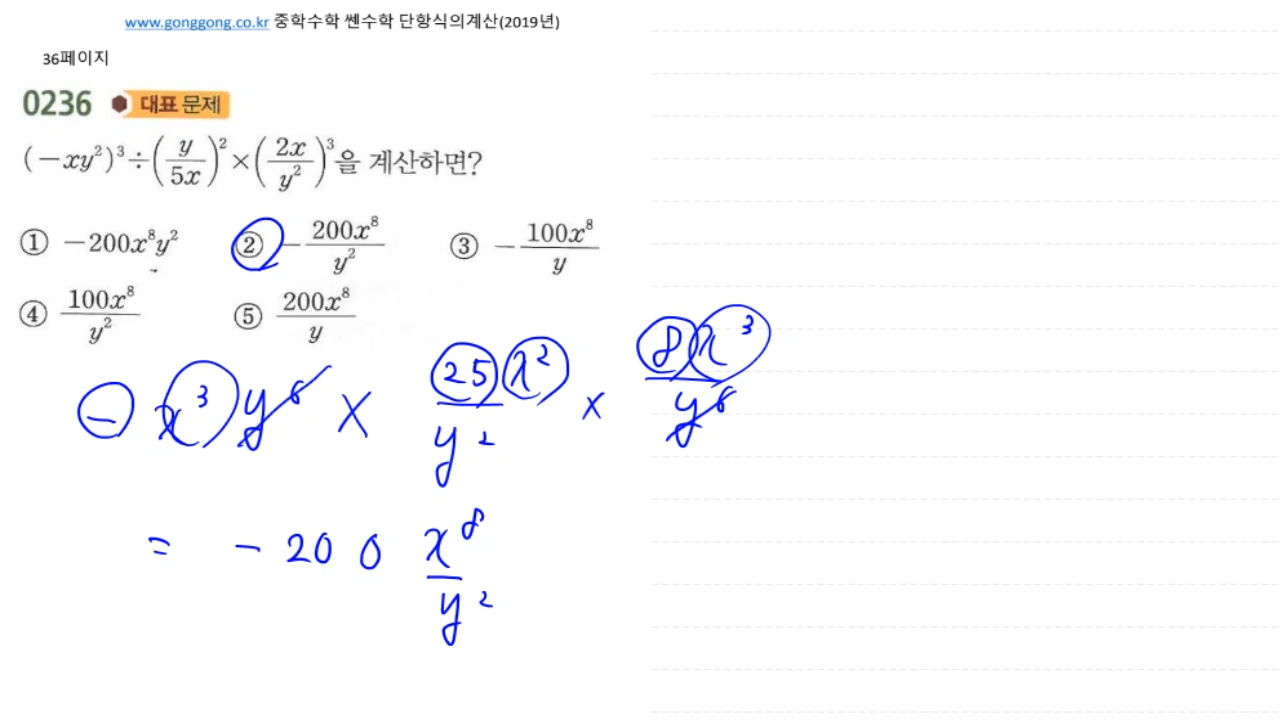 www.gonggong.co.kr 중학수학 쎈수학 단항식의계산(2019년)
36페이지
0236 대표 문제
(-xy²)³÷(y/5x)²×(2x/y²)³을 계산하면?
① -200x⁸y² ② -200x⁸/y² ③ -100x⁸/y
④ 100x⁸/y² ⑤ 200x⁸/y
- x³y⁶ × 25x²/y² × 8x³/y⁶
= -200 x⁸/y²